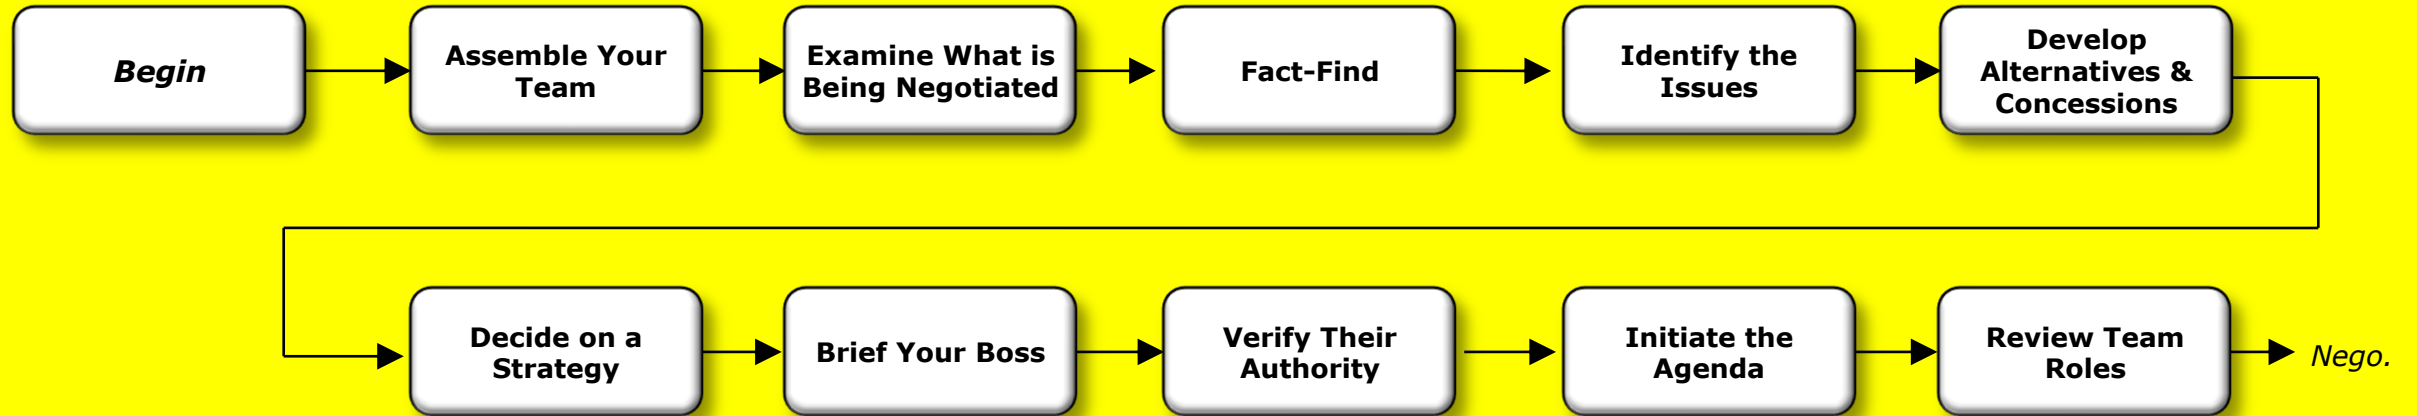 Begin
Assemble Your
Team
Examine What is
Being Negotiated
Fact-Find
Identify the
Issues
Develop
Alternatives &
Concessions
Decide on a
Strategy
Brief Your Boss
Verify Their
Authority
Initiate the
Agenda
Review Team
Roles
Nego.